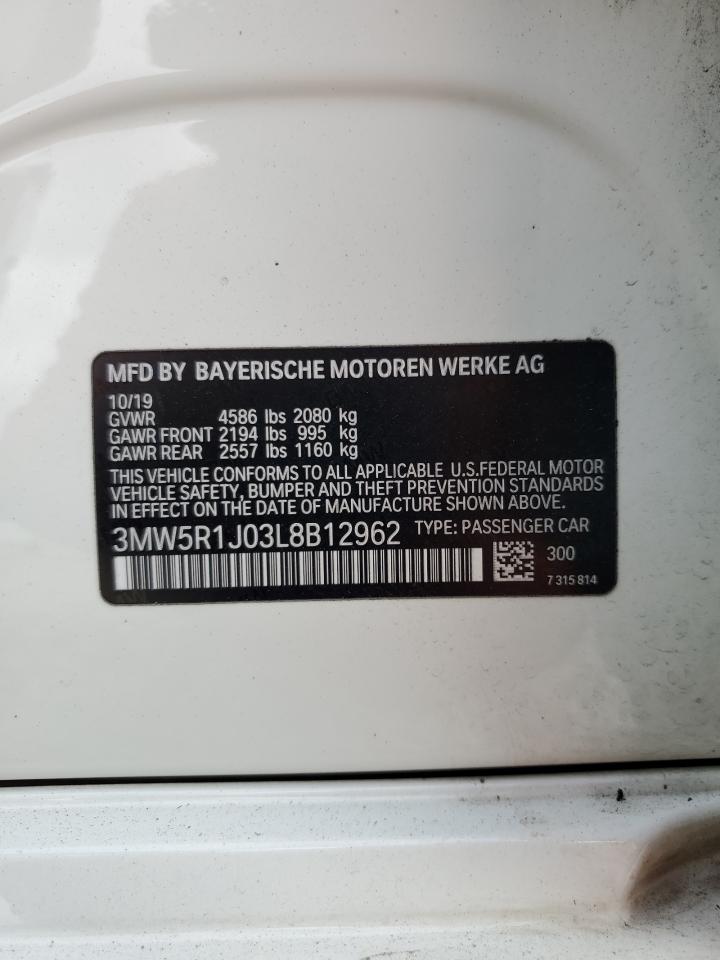 MFD BY BAYERISCHE MOTOREN WERKE AG
10/19
GVWR 4586 lbs 2080 kg
GAWR FRONT 2194 lbs 995 kg
GAWR REAR 2557 lbs 1160 kg
THIS VEHICLE CONFORMS TO ALL APPLICABLE U.S.FEDERAL MOTOR
VEHICLE SAFETY, BUMPER AND THEFT PREVENTION STANDARDS
IN EFFECT ON THE DATE OF MANUFACTURE SHOWN ABOVE.
3MW5R1J03L8B12962 TYPE: PASSENGER CAR
300
7 315 814